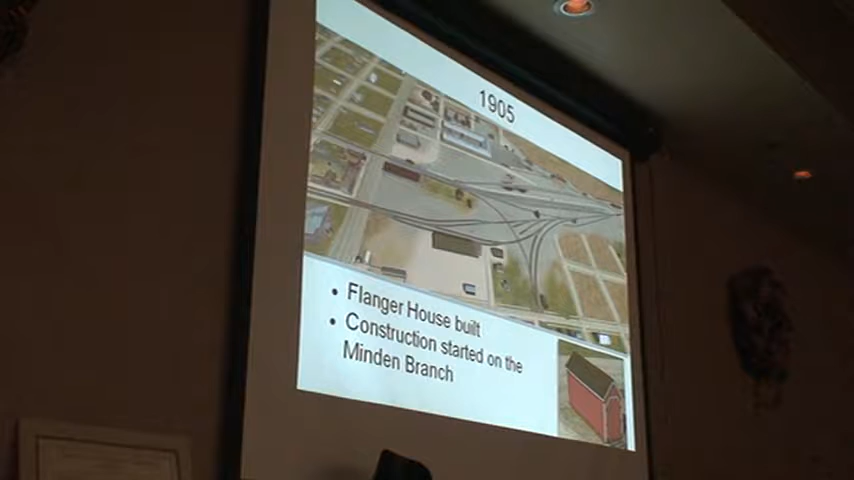 1905
• Flanger House built
• Construction started on the
Minden Branch